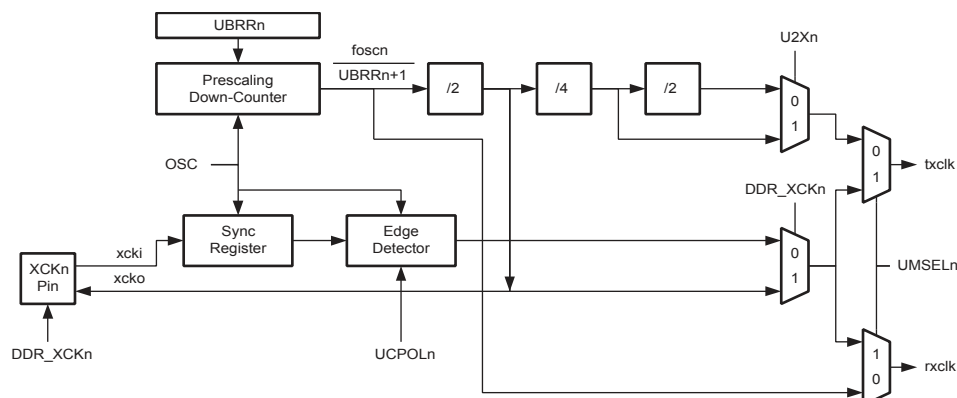 UBRRn
foscn
UBRRn+1
U2Xn
Prescaling
Down-Counter
/2
/4
/2
0
1
OSC
0
1
txclk
DDR_XCKn
Sync
Register
Edge
Detector
xcki
0
1
XCKn
Pin
xcko
UMSELn
DDR_XCKn
UCPOLn
1
0
rxclk